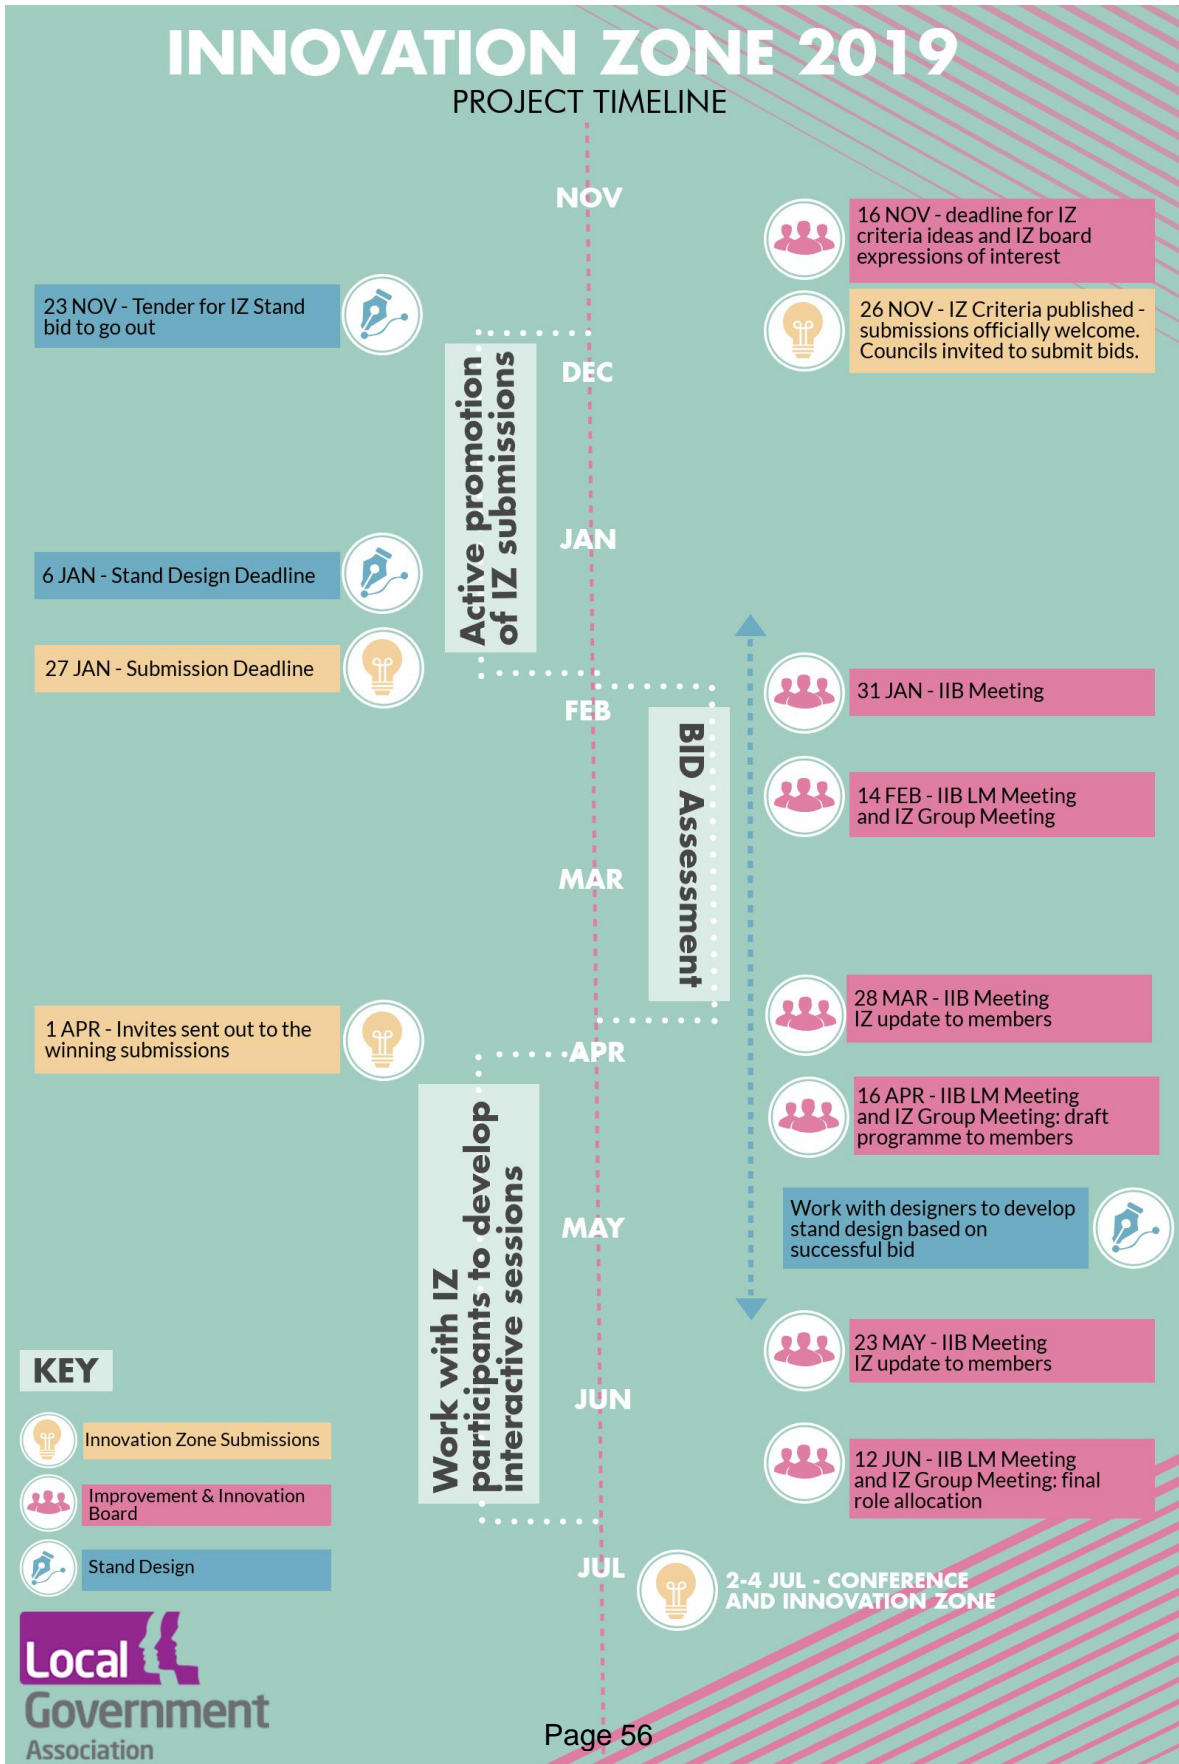 INNOVATION ZONE 2019
PROJECT TIMELINE
NOV
16 NOV - deadline for IZ
criteria ideas and IZ board
expressions of interest
23 NOV - Tender for IZ Stand
bid to go out
26 NOV - IZ Criteria published -
submissions officially welcome.
Councils invited to submit bids.
Active promotion
of IZ submissions
DEC
JAN
6 JAN - Stand Design Deadline
27 JAN - Submission Deadline
31 JAN - IIB Meeting
FEB
BID Assessment
14 FEB - IIB LM Meeting
and IZ Group Meeting
MAR
28 MAR - IIB Meeting
IZ update to members
1 APR - Invites sent out to the
winning submissions
APR
16 APR - IIB LM Meeting
and IZ Group Meeting: draft
programme to members
Work with IZ
participants to develop
interactive sessions
MAY
Work with designers to develop
stand design based on
successful bid
23 MAY - IIB Meeting
IZ update to members
JUN
12 JUN - IIB LM Meeting
and IZ Group Meeting: final
role allocation
KEY
Innovation Zone Submissions
Improvement & Innovation
Board
Stand Design
JUL
2-4 JUL - CONFERENCE
AND INNOVATION ZONE
Local
Government
Association
Page 56